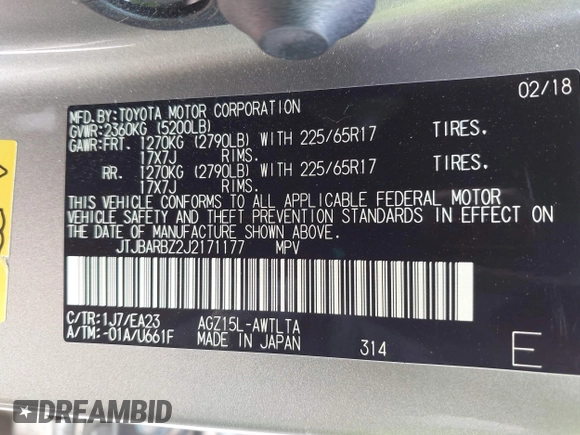 02/18
MFD.BY:TOYOTA MOTOR CORPORATION
GVWR:2360KG (5200LB)
GAWR:FRT. 1270KG (2790LB) WITH 225/65R17 TIRES.
17X7J RIMS.
RR. 1270KG (2790LB) WITH 225/65R17 TIRES.
17X7J RIMS.
THIS VEHICLE CONFORMS TO ALL APPLICABLE FEDERAL MOTOR
VEHICLE SAFETY AND THEFT PREVENTION STANDARDS IN EFFECT ON
THE DATE OF MANUFACTURE SHOWN ABOVE.
JTJBARBZ2J2171177 MPV
C/TR:1J7/EA23 AGZ15L-AWTLTA
A/TM:-01A/U661F MADE IN JAPAN 314 E
DREAMBID